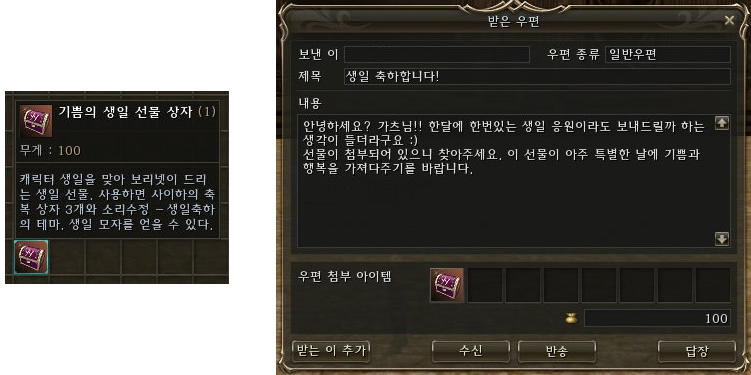 기쁨의 생일 선물 상자 (1)
무게 : 100
캐릭터 생일을 맞아 보리넷이 드리
는 생일 선물. 사용하면 사이하의 축
복 상자 3개와 소리수정 - 생일축하
의 테마, 생일 모자를 얻을 수 있다.
받은 우편
보낸 이
우편 종류 일반우편
제목 생일 축하합니다!
내용
안녕하세요? 가츠님!! 한달에 한번있는 생일 응원이라도 보내드릴까 하는
생각이 들더라구요 :)
선물이 첨부되어 있으니 찾아주세요. 이 선물이 아주 특별한 날에 기쁨과
행복을 가져다주기를 바랍니다.
우편 첨부 아이템
100
받는 이 추가 수신 반송 답장